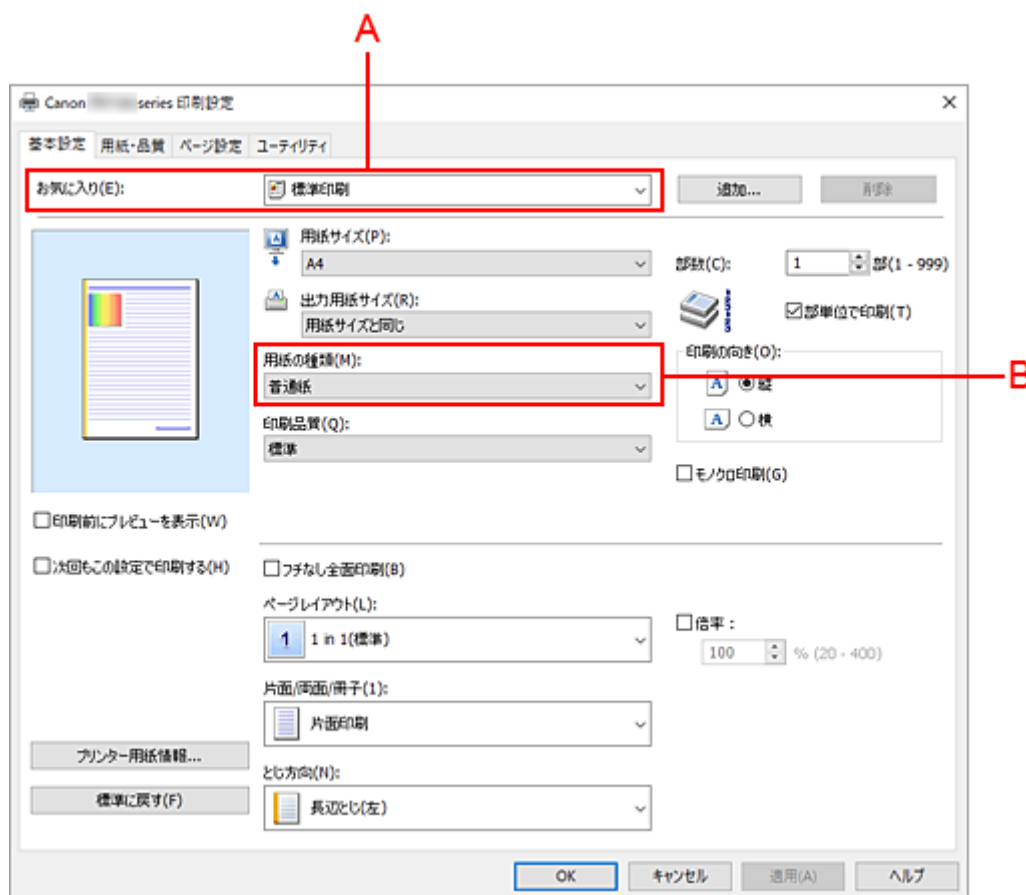 A
Canon series 印刷設定
基本設定 用紙・品質 ページ設定 ユーティリティ
お気に入り(E): 標準印刷 追加... 削除
用紙サイズ(P):
A4
部数(C): 1 部(1 - 999)
出力用紙サイズ(R):
用紙サイズと同じ
部単位で印刷(T)
用紙の種類(M):
普通紙
印刷の向き(O):
縦
横
B
印刷品質(Q):
標準
モノクロ印刷(G)
印刷前にプレビューを表示(W)
次回もこの設定で印刷する(H)
フチなし全面印刷(B)
ページレイアウト(L):
1 1 in 1(標準)
倍率:
100 % (20 - 400)
片面/両面/冊子(1):
片面印刷
プリンター用紙情報...
とじ方向(N):
長辺とじ(左)
標準に戻す(F)
OK キャンセル 適用(A) ヘルプ